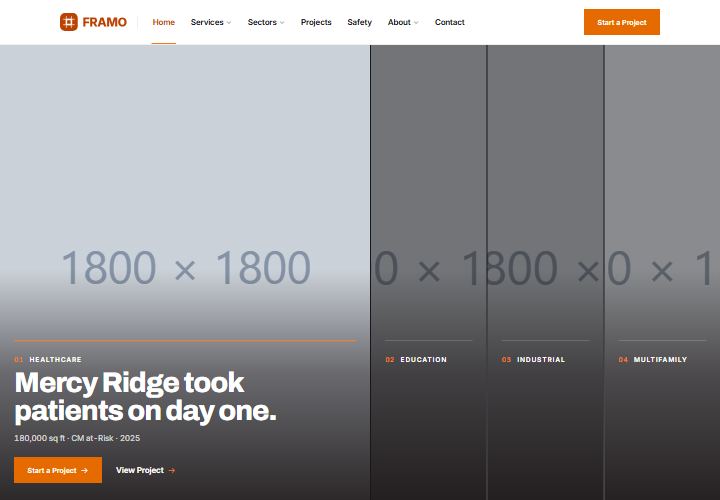 FRAMO
Home
Services
Sectors
Projects
Safety
About
Contact
Start a Project
1800 × 1800
0 × 1
800 ×
0 × 1
01 HEALTHCARE
Mercy Ridge took
patients on day one.
180,000 sq ft · CM at-Risk · 2025
Start a Project →
View Project →
02 EDUCATION
03 INDUSTRIAL
04 MULTIFAMILY